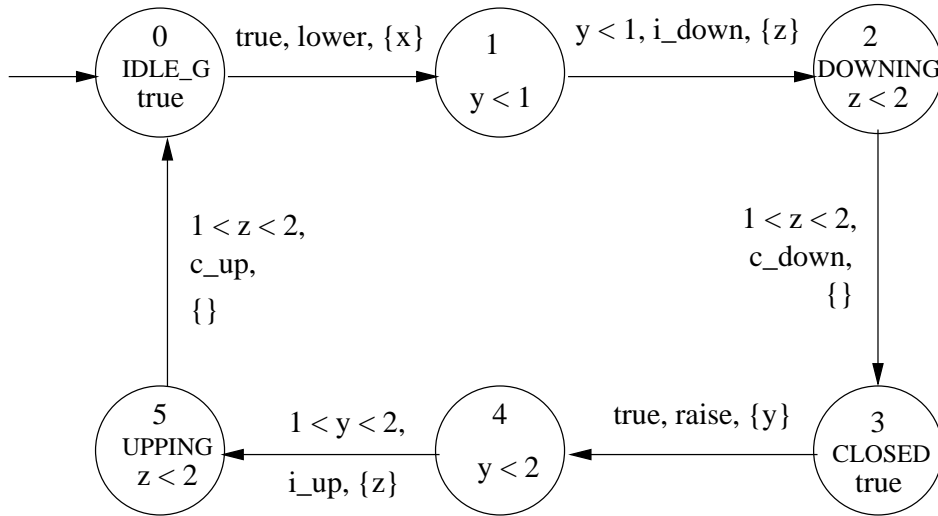 0
IDLE_G
true
true, lower, {x}
1
y < 1
y < 1, i_down, {z}
2
DOWNING
z < 2
1 < z < 2,
c_up,
{}
1 < z < 2,
c_down,
{}
5
UPPING
z < 2
1 < y < 2,
i_up, {z}
4
y < 2
true, raise, {y}
3
CLOSED
true